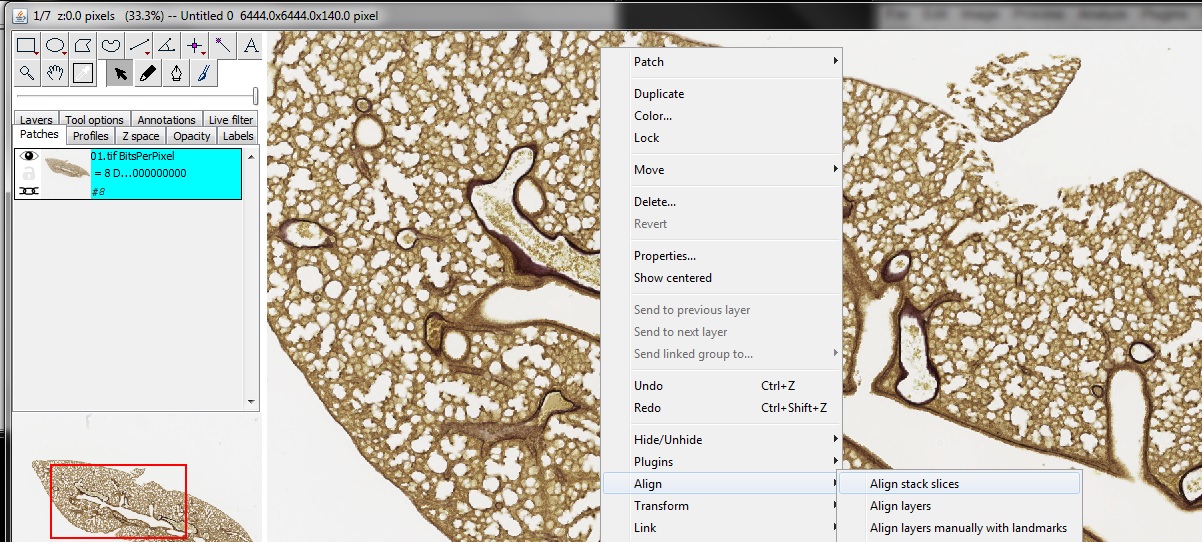 1/7 z:0.0 pixels (33.3%) -- Untitled 0 6444.0x6444.0x140.0 pixel
File Edit Image Process Analyze Plugins
A
Layers Tool options Annotations Live filter
Patches Profiles Z space Opacity Labels
01.tif BitsPerPixel
= 8 D...000000000
#8
Patch
Duplicate
Color...
Lock
Move
Delete...
Revert
Properties...
Show centered
Send to previous layer
Send to next layer
Send linked group to...
Undo Ctrl+Z
Redo Ctrl+Shift+Z
Hide/Unhide
Plugins
Align
Transform
Link
Align stack slices
Align layers
Align layers manually with landmarks